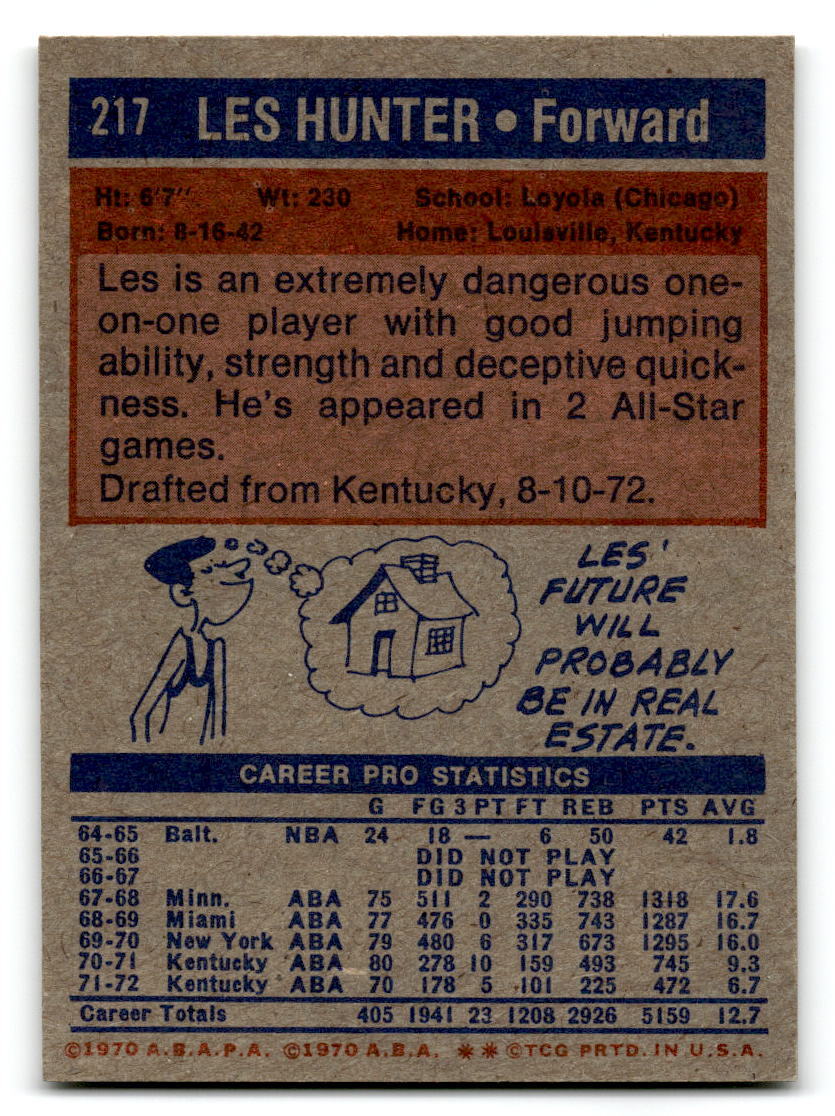 217 LES HUNTER • Forward
Ht: 6'7" Wt: 230 School: Loyola (Chicago)
Born: 8-16-42 Home: Louisville, Kentucky
Les is an extremely dangerous one-
on-one player with good jumping
ability, strength and deceptive quick-
ness. He's appeared in 2 All-Star
games.
Drafted from Kentucky, 8-10-72.
LES'
FUTURE
WILL
PROBABLY
BE IN REAL
ESTATE.
CAREER PRO STATISTICS
G FG 3 PT FT REB PTS AVG
64-65 Balt. NBA 24 18 — 6 50 42 1.8
65-66 DID NOT PLAY
66-67 DID NOT PLAY
67-68 Minn. ABA 75 511 2 290 738 1318 17.6
68-69 Miami ABA 77 476 0 335 743 1287 16.7
69-70 New York ABA 79 480 6 317 673 1295 16.0
70-71 Kentucky ABA 80 278 10 159 493 745 9.3
71-72 Kentucky ABA 70 178 5 101 225 472 6.7
Career Totals 405 1941 23 1208 2926 5159 12.7
©1970 A.B.A.P.A. ©1970 A.B.A. ** ©TCG PRTD. IN U.S.A.